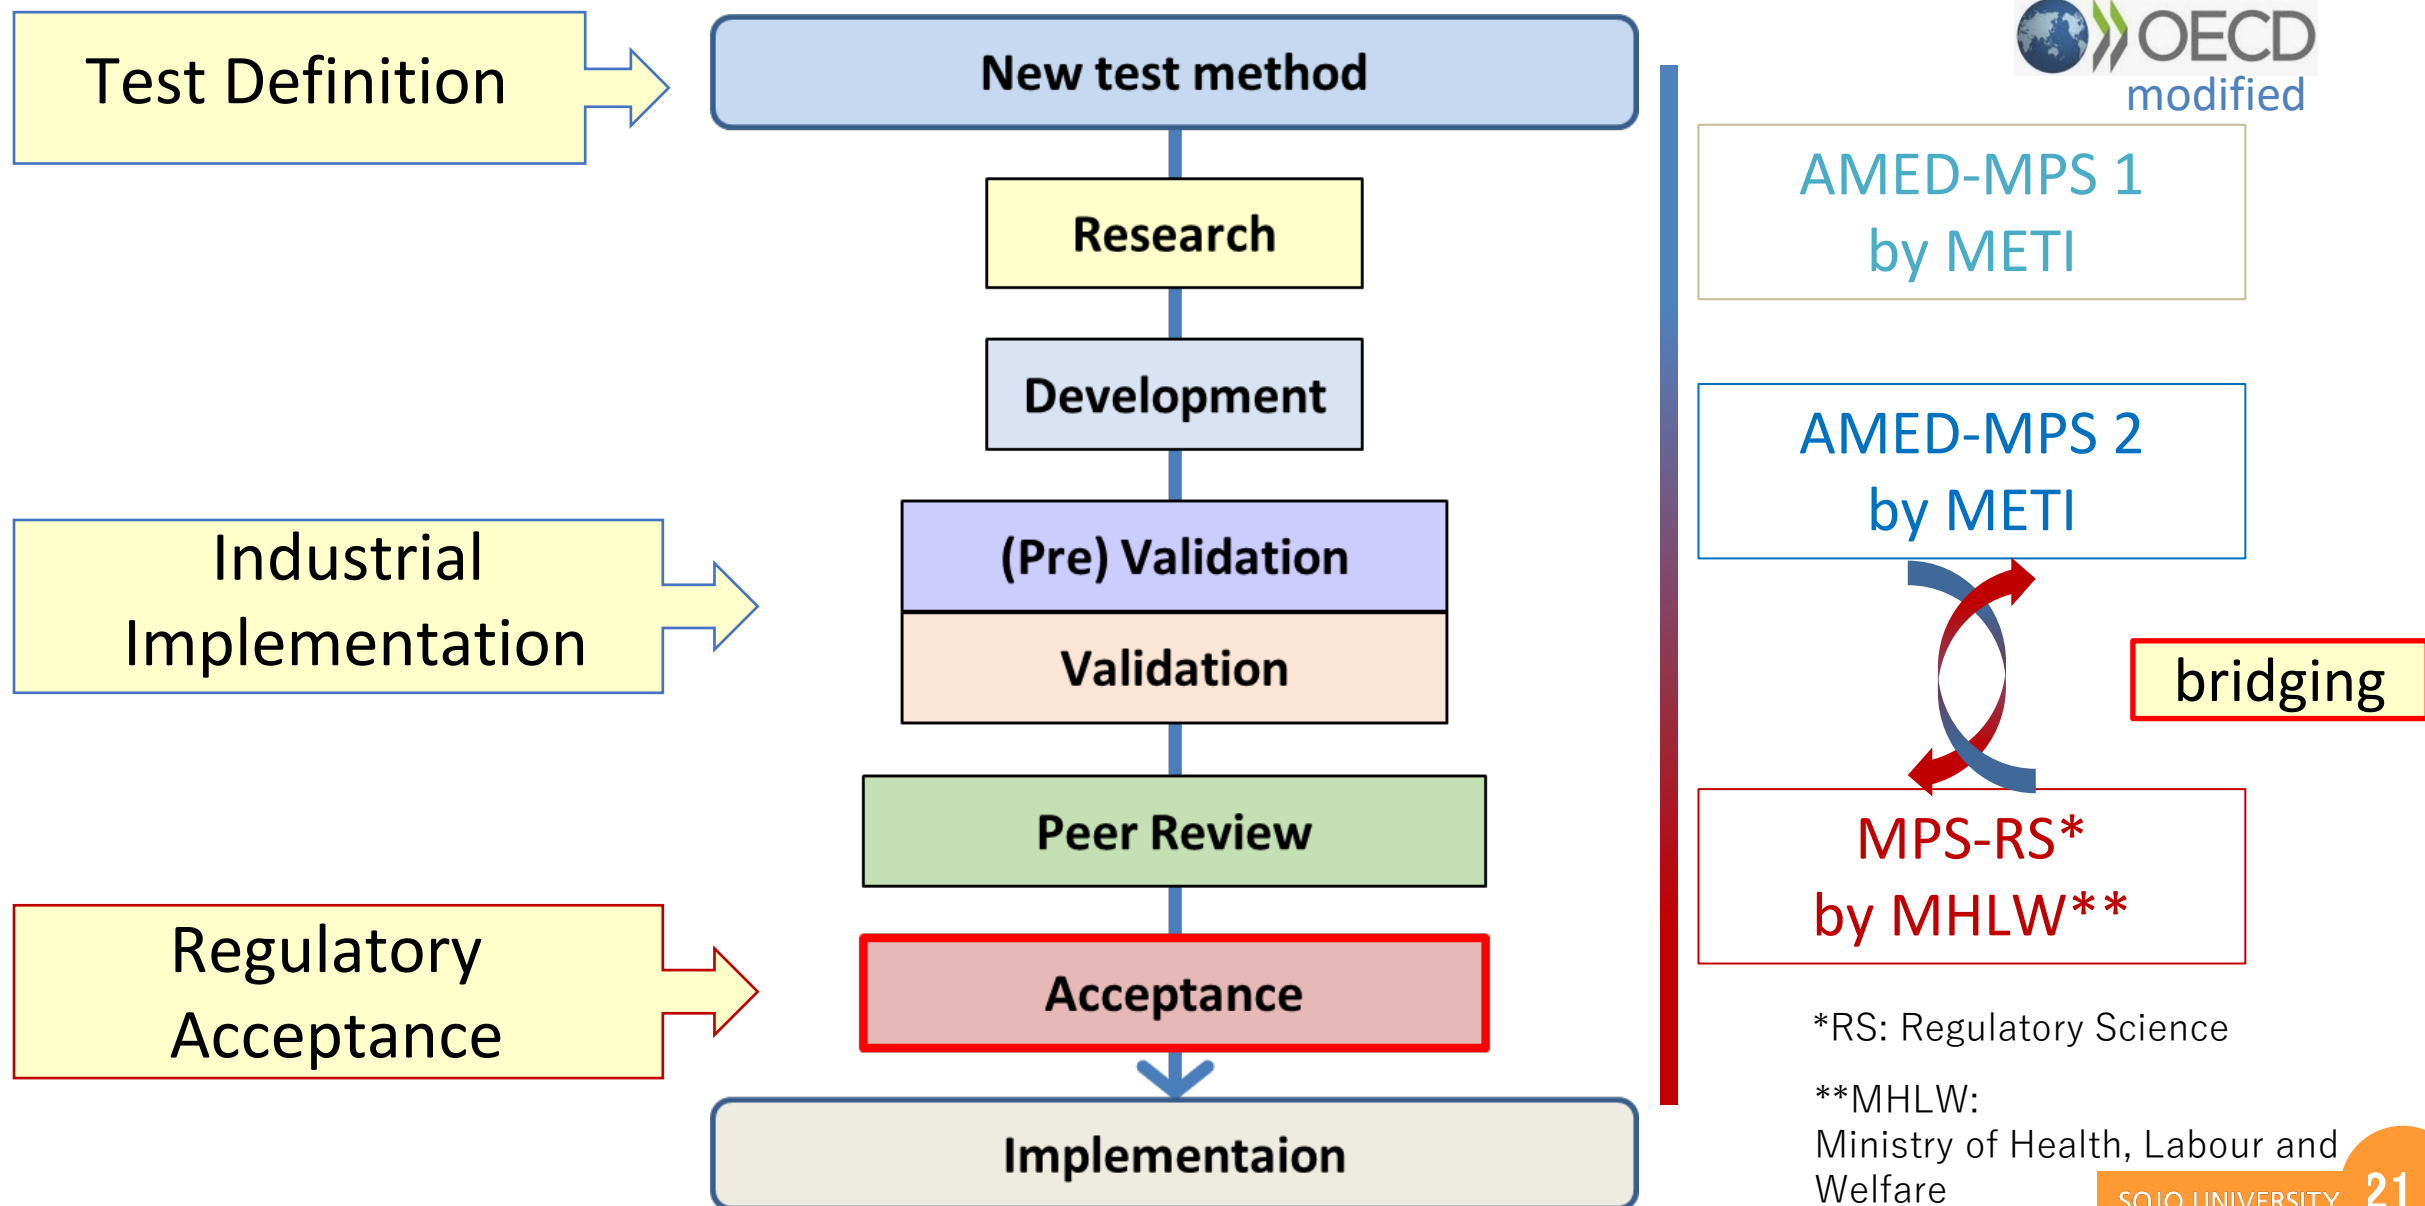 Test Definition
New test method
OECD
modified
Research
AMED-MPS 1
by METI
Development
AMED-MPS 2
by METI
Industrial
Implementation
(Pre) Validation
Validation
bridging
Peer Review
MPS-RS*
by MHLW**
Regulatory
Acceptance
Acceptance
*RS: Regulatory Science
**MHLW:
Ministry of Health, Labour and
Welfare
Implementaion
SOJO UNIVERSITY 21